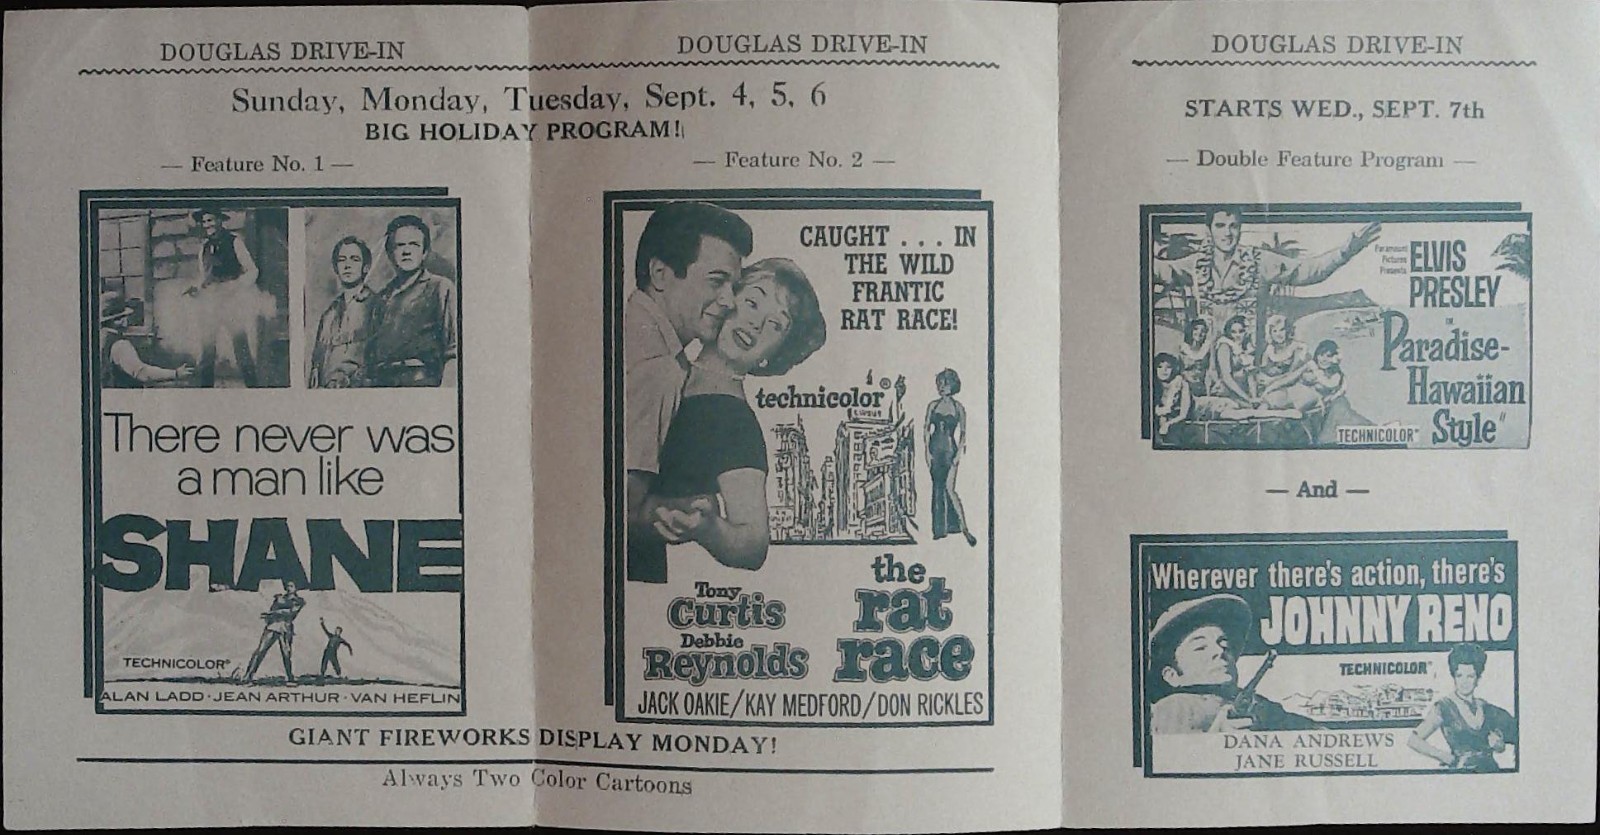 DOUGLAS DRIVE-IN
DOUGLAS DRIVE-IN
Sunday, Monday, Tuesday, Sept. 4, 5, 6
BIG HOLIDAY PROGRAM!!
— Feature No. 1 —
There never was
a man like
SHANE
TECHNICOLOR®
ALAN LADD · JEAN ARTHUR · VAN HEFLIN
— Feature No. 2 —
CAUGHT . . . IN
THE WILD
FRANTIC
RAT RACE!
technicolor®
Tony
Curtis
Debbie
Reynolds
the
rat
race
JACK OAKIE/KAY MEDFORD/DON RICKLES
GIANT FIREWORKS DISPLAY MONDAY!
Always Two Color Cartoons
DOUGLAS DRIVE-IN
STARTS WED., SEPT. 7th
— Double Feature Program —
Paramount
Pictures
Presents
ELVIS
PRESLEY
IN
Paradise-
Hawaiian
Style"
TECHNICOLOR®
— And —
Wherever there's action, there's
JOHNNY RENO
TECHNICOLOR®
DANA ANDREWS
JANE RUSSELL